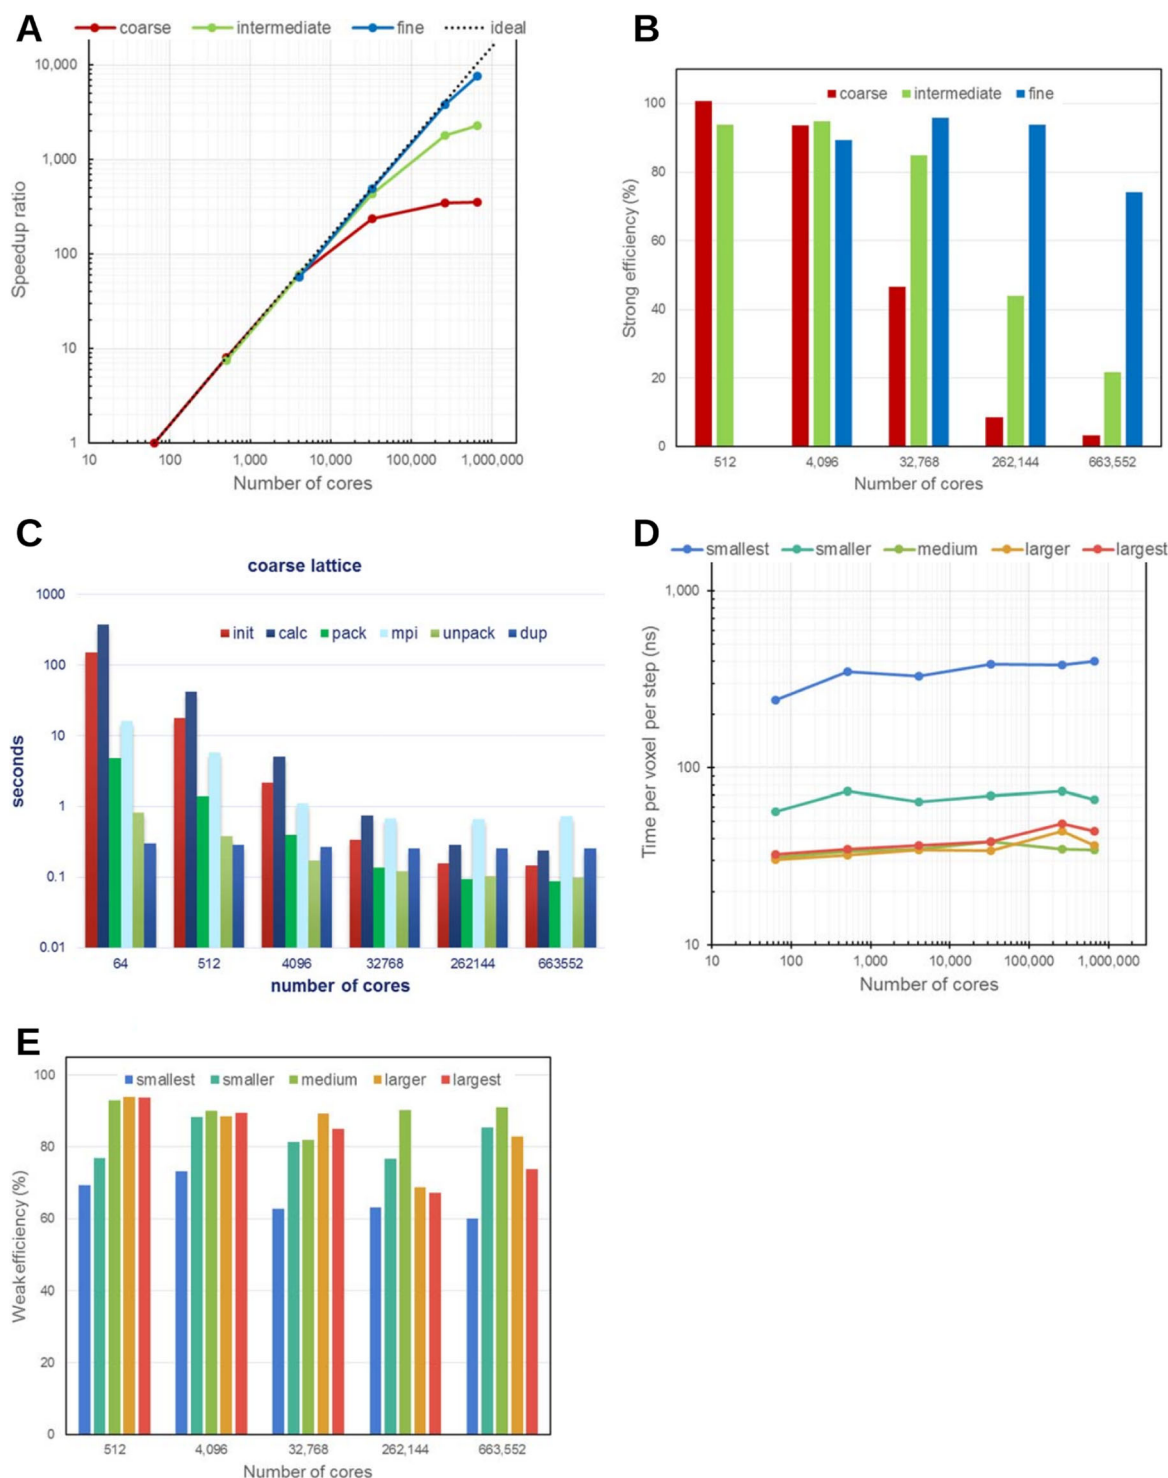 A
coarse intermediate fine ideal
10,000
1,000
100
10
1
Speedup ratio
10 100 1,000 10,000 100,000 1,000,000
Number of cores
B
coarse intermediate fine
100
80
60
40
20
0
Strong efficiency (%)
512 4,096 32,768 262,144 663,552
Number of cores
C
coarse lattice
init calc pack mpi unpack dup
1000
100
10
1
0.1
0.01
seconds
64 512 4096 32768 262144 663552
number of cores
D
smallest smaller medium larger largest
1,000
100
10
Time per voxel per step (ns)
10 100 1,000 10,000 100,000 1,000,000
Number of cores
E
smallest smaller medium larger largest
100
80
60
40
20
0
Weakefficiency (%)
512 4,096 32,768 262,144 663,552
Number of cores